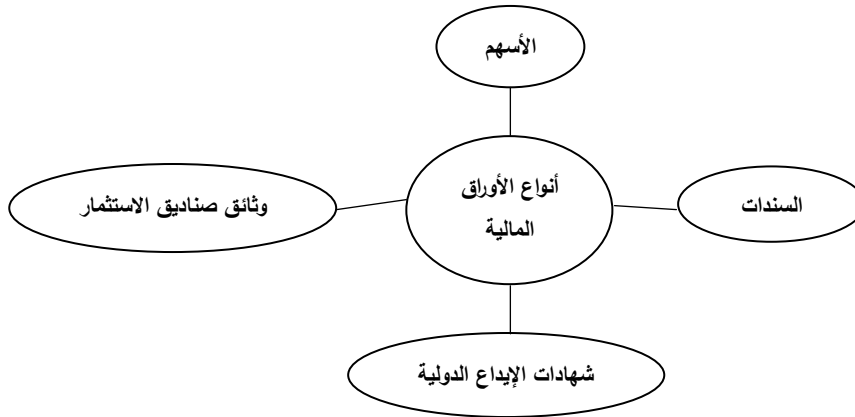 الأسهم
أنواع الأوراق
المالية
السندات
وثائق صناديق الاستثمار
شهادات الإيداع الدولية